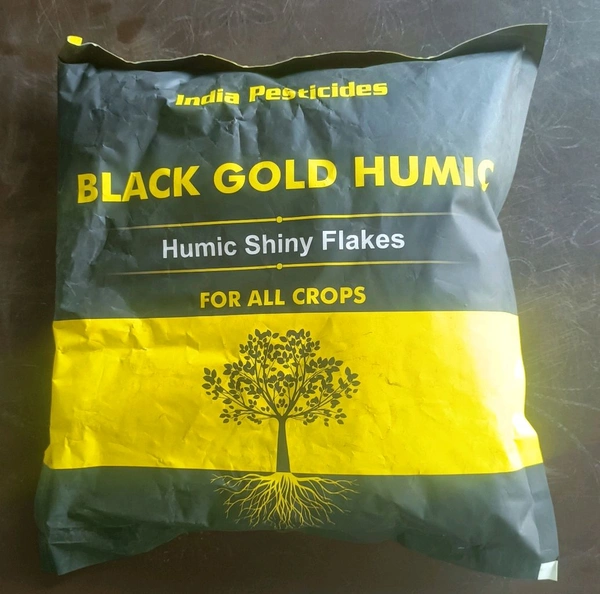 India Pesticides
BLACK GOLD HUMIC
Humic Shiny Flakes
FOR ALL CROPS